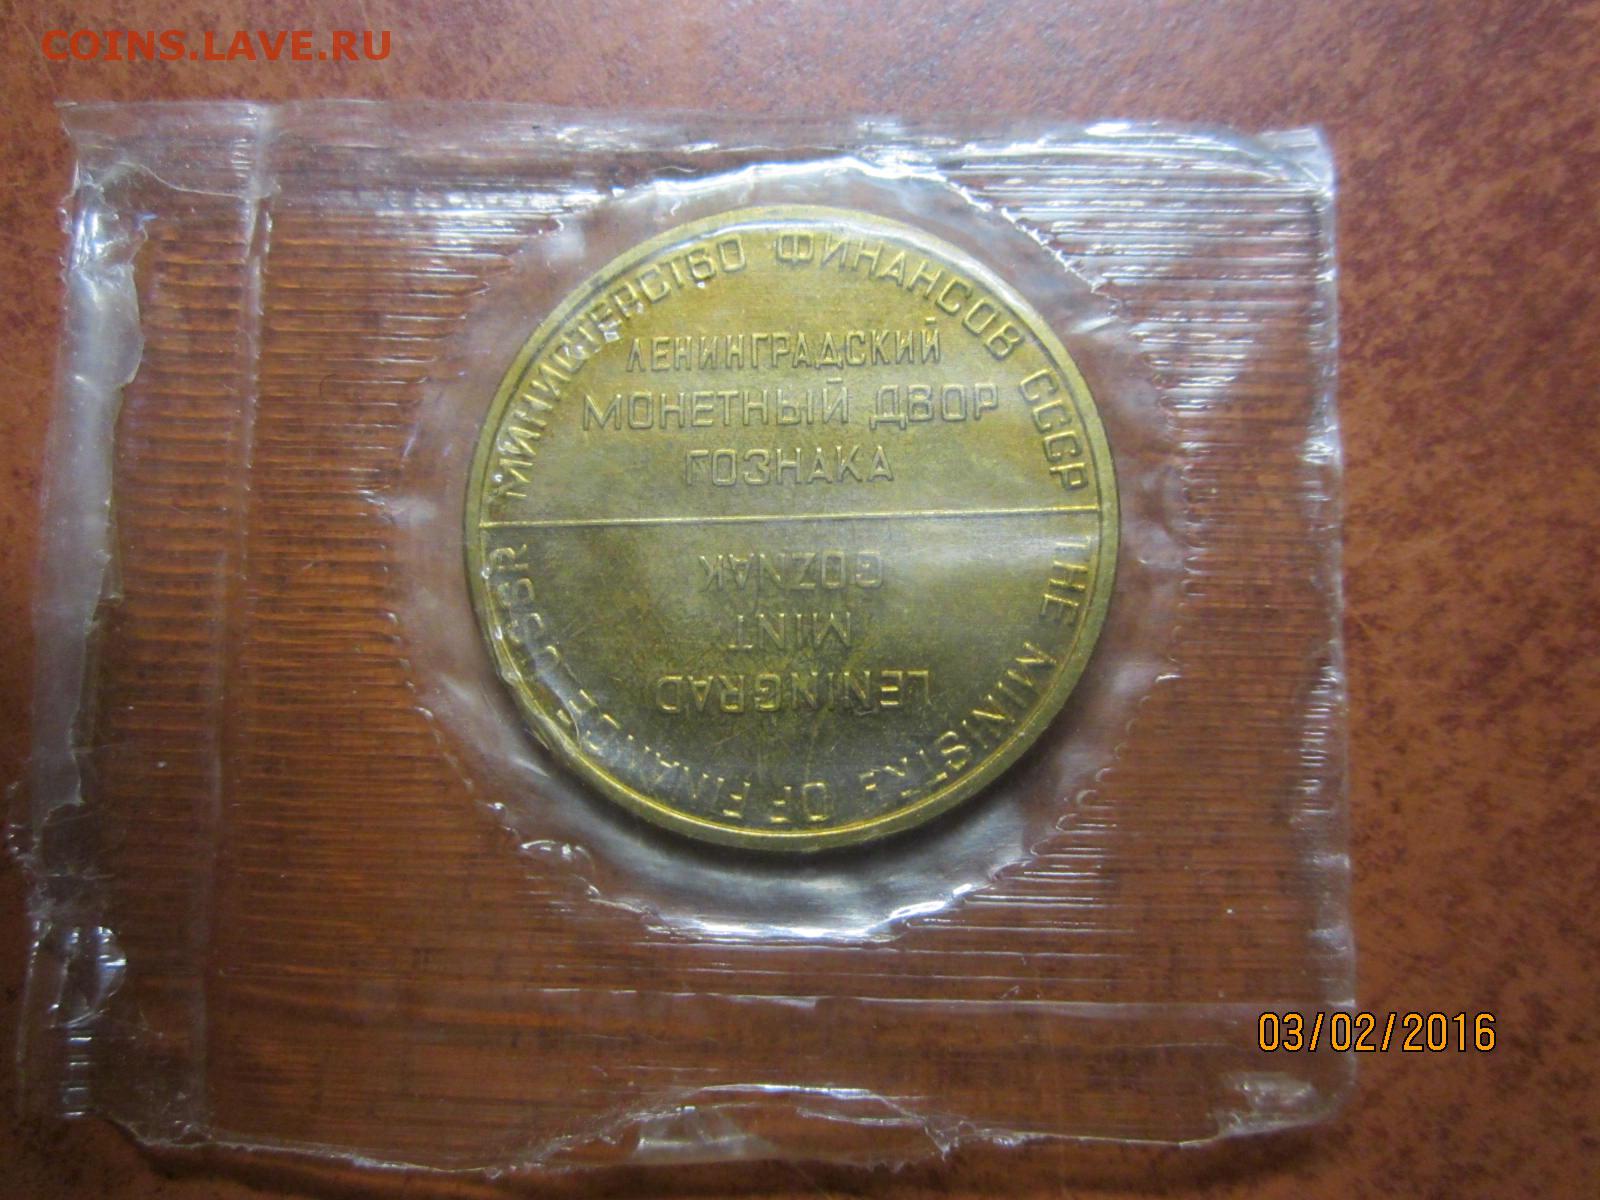 COINS.LAVE.RU
МИНИСТЕРСТВО ФИНАНСОВ СССР
ЛЕНИНГРАДСКИЙ
МОНЕТНЫЙ ДВОР
ГОЗНАКА
THE MINISTRY OF FINANCE USSR
LENINGRAD
MINT
GOZNAK
03/02/2016